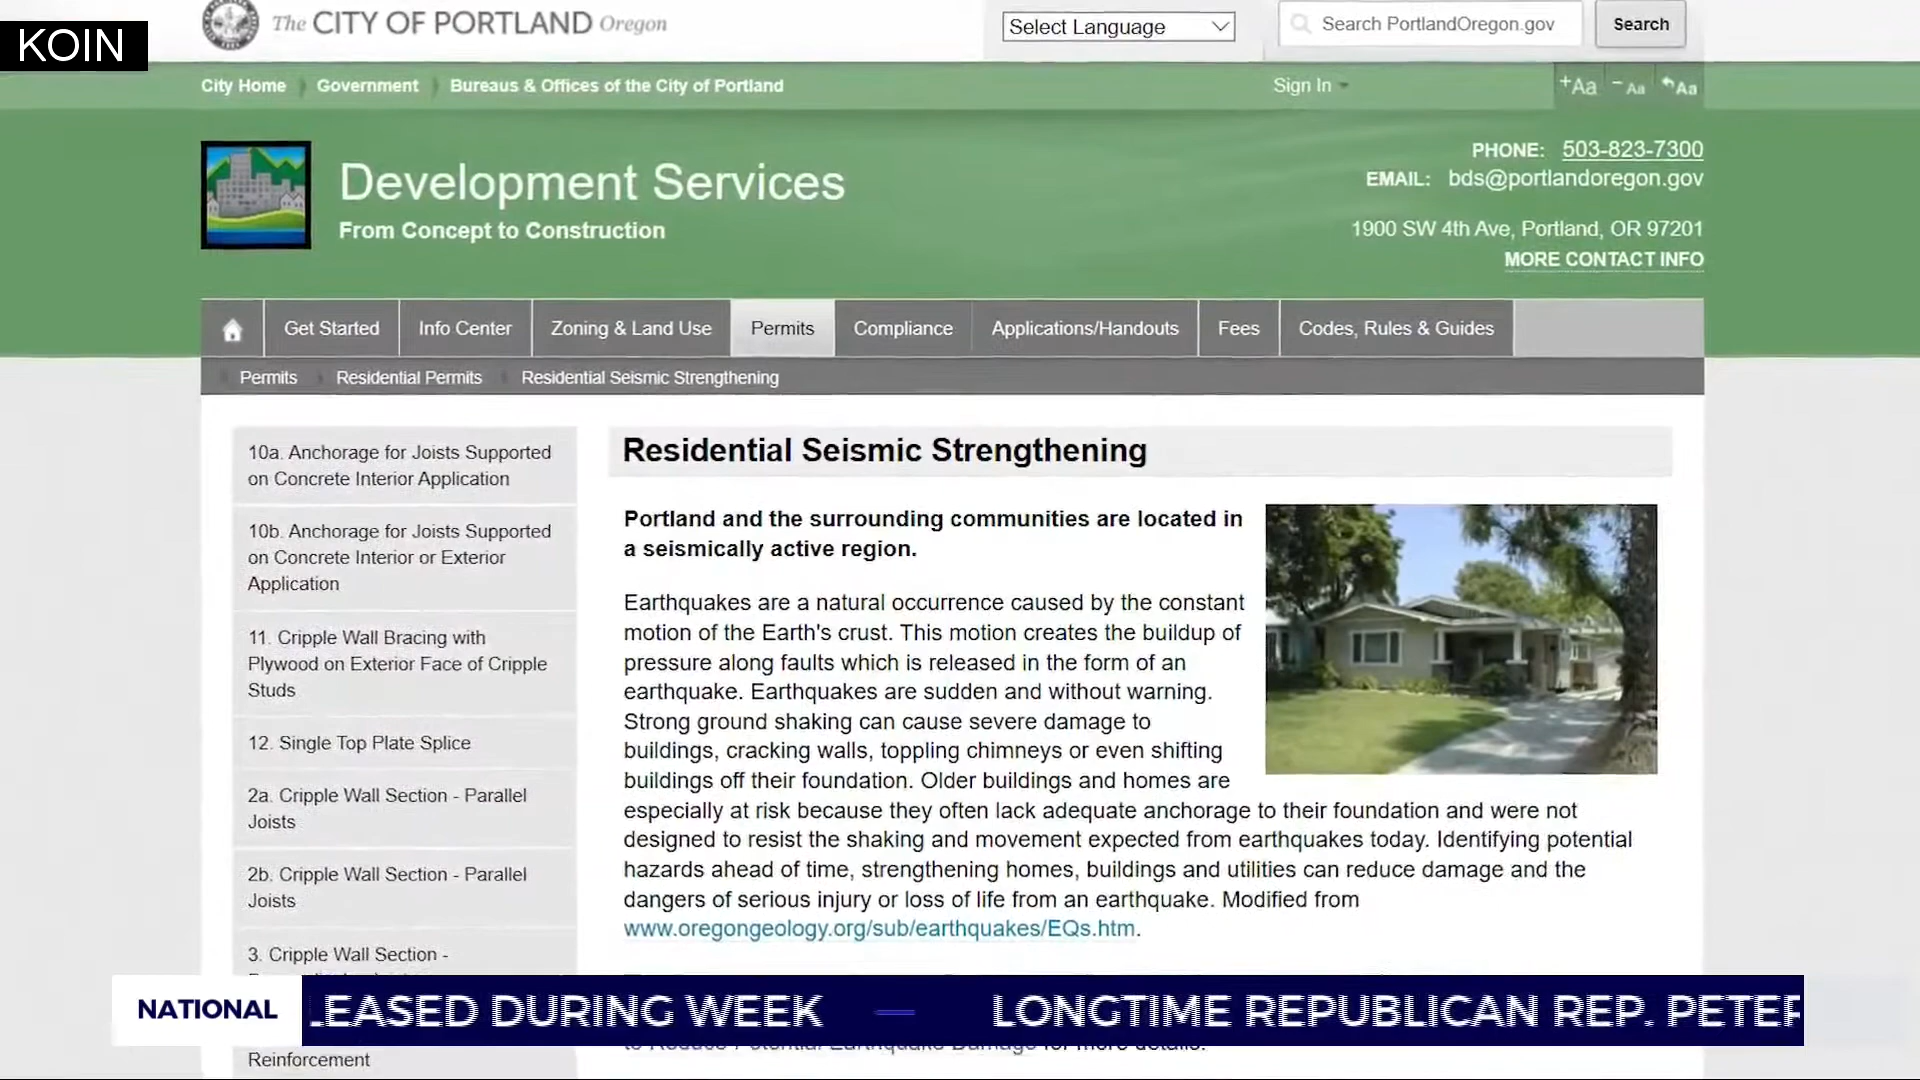 KOIN
The CITY OF PORTLAND Oregon
Select Language
Search PortlandOregon.gov
Search
City Home
Government
Bureaus & Offices of the City of Portland
Sign In
+Aa
- Aa
Aa
Development Services
From Concept to Construction
PHONE: 503-823-7300
EMAIL: bds@portlandoregon.gov
1900 SW 4th Ave, Portland, OR 97201
MORE CONTACT INFO
Get Started
Info Center
Zoning & Land Use
Permits
Compliance
Applications/Handouts
Fees
Codes, Rules & Guides
Permits
Residential Permits
Residential Seismic Strengthening
10a. Anchorage for Joists Supported
on Concrete Interior Application
10b. Anchorage for Joists Supported
on Concrete Interior or Exterior
Application
11. Cripple Wall Bracing with
Plywood on Exterior Face of Cripple
Studs
12. Single Top Plate Splice
2a. Cripple Wall Section - Parallel
Joists
2b. Cripple Wall Section - Parallel
Joists
3. Cripple Wall Section -
Reinforcement
Residential Seismic Strengthening
Portland and the surrounding communities are located in
a seismically active region.
Earthquakes are a natural occurrence caused by the constant
motion of the Earth's crust. This motion creates the buildup of
pressure along faults which is released in the form of an
earthquake. Earthquakes are sudden and without warning.
Strong ground shaking can cause severe damage to
buildings, cracking walls, toppling chimneys or even shifting
buildings off their foundation. Older buildings and homes are
especially at risk because they often lack adequate anchorage to their foundation and were not
designed to resist the shaking and movement expected from earthquakes today. Identifying potential
hazards ahead of time, strengthening homes, buildings and utilities can reduce damage and the
dangers of serious injury or loss of life from an earthquake. Modified from
www.oregongeology.org/sub/earthquakes/EQs.htm.
to Reduce Potential Earthquake Damage for more details.
NATIONAL
LEASED DURING WEEK — LONGTIME REPUBLICAN REP. PETER